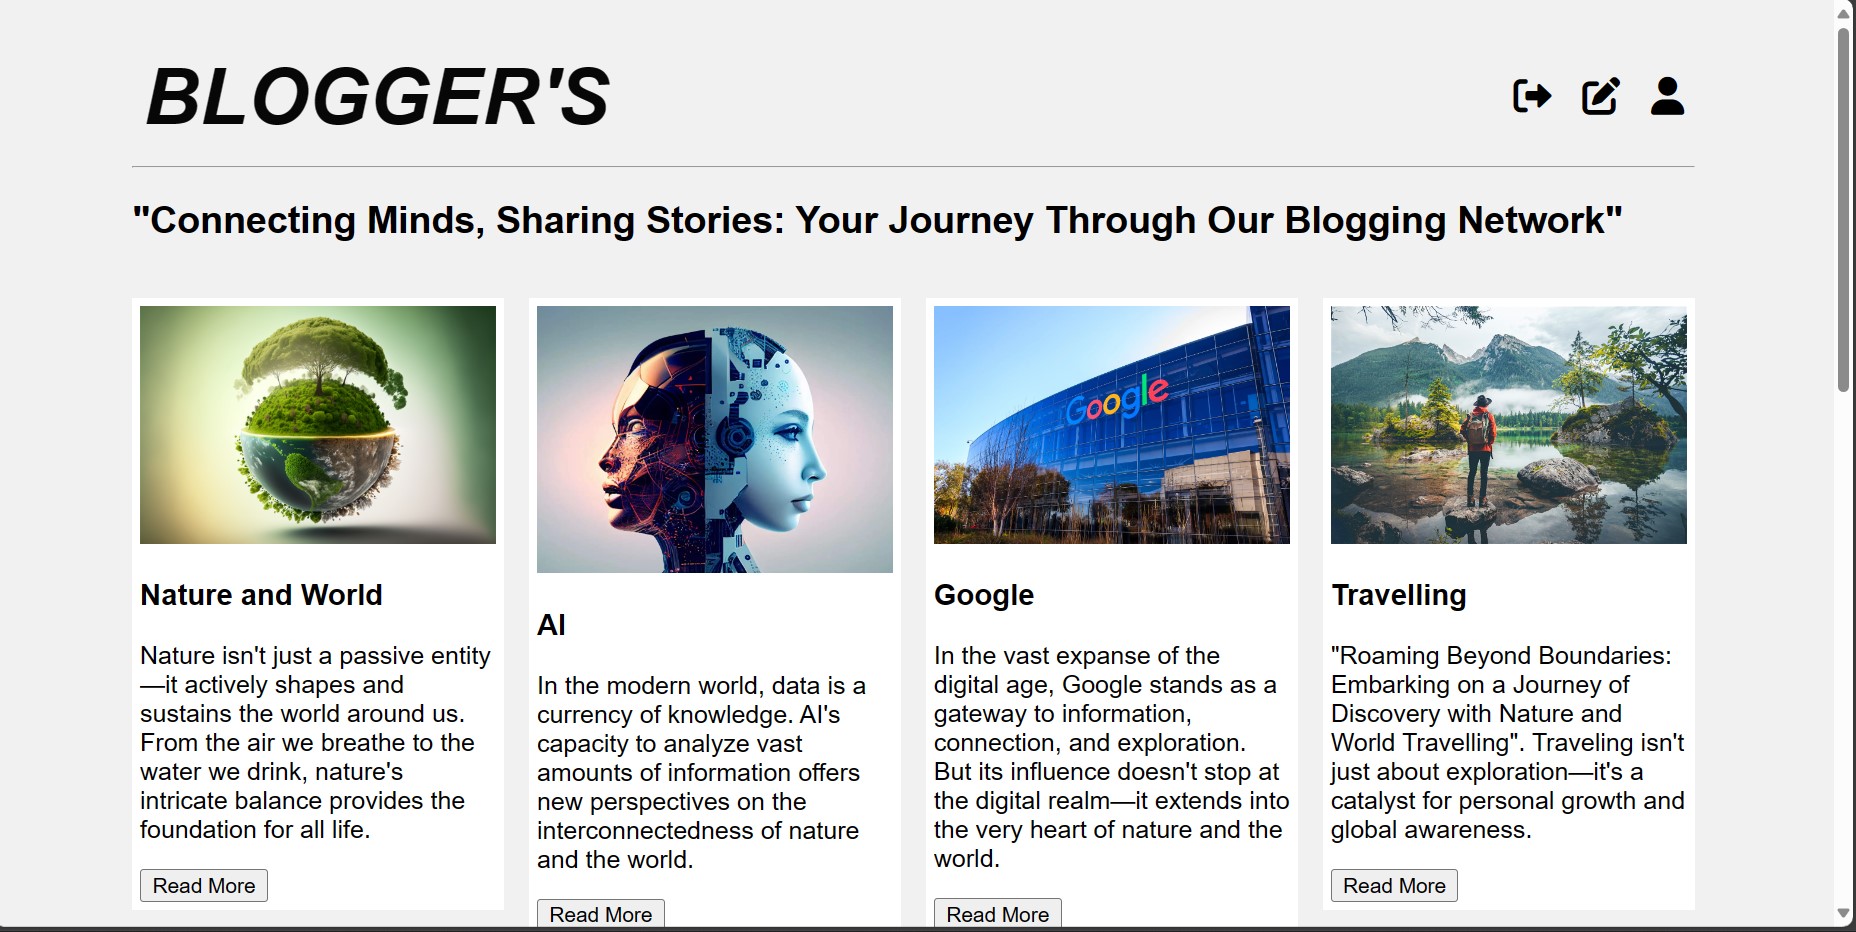 BLOGGER'S
"Connecting Minds, Sharing Stories: Your Journey Through Our Blogging Network"
Nature and World
Nature isn't just a passive entity
—it actively shapes and
sustains the world around us.
From the air we breathe to the
water we drink, nature's
intricate balance provides the
foundation for all life.
Read More
AI
In the modern world, data is a
currency of knowledge. AI's
capacity to analyze vast
amounts of information offers
new perspectives on the
interconnectedness of nature
and the world.
Read More
Google
Google
In the vast expanse of the
digital age, Google stands as a
gateway to information,
connection, and exploration.
But its influence doesn't stop at
the digital realm—it extends into
the very heart of nature and the
world.
Read More
Travelling
"Roaming Beyond Boundaries:
Embarking on a Journey of
Discovery with Nature and
World Travelling". Traveling isn't
just about exploration—it's a
catalyst for personal growth and
global awareness.
Read More